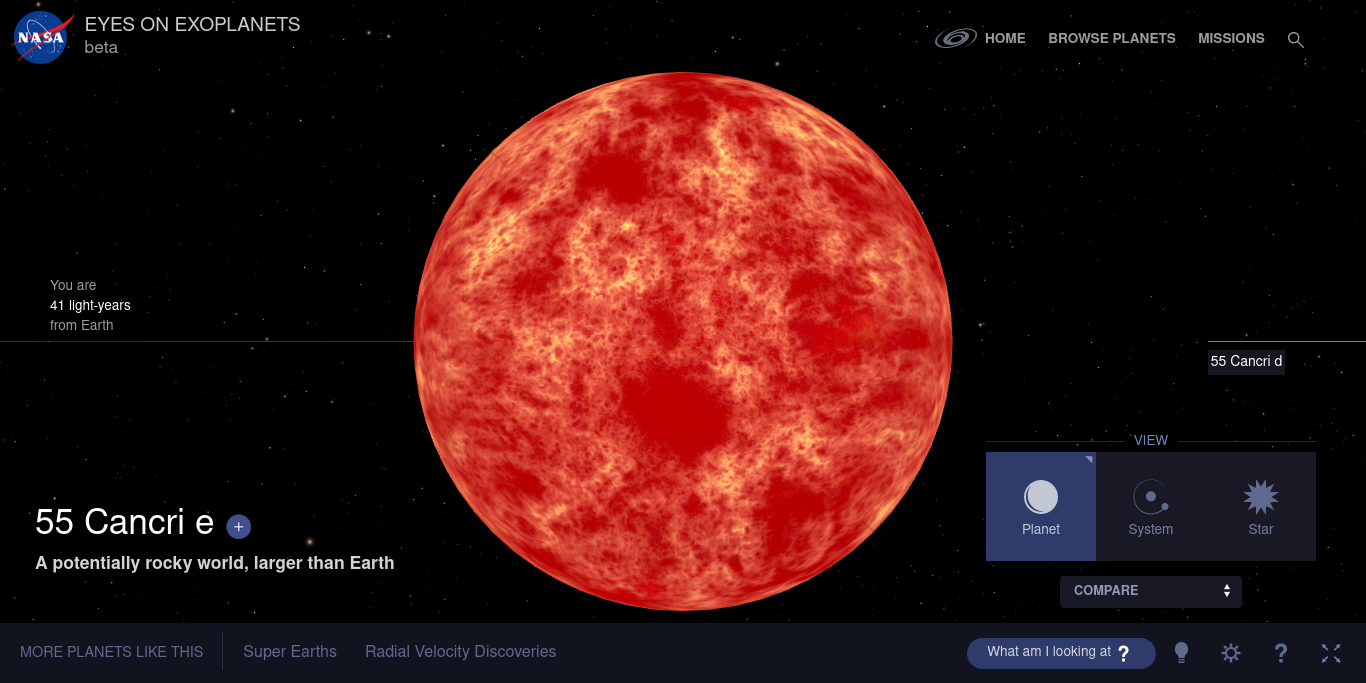 NASA
EYES ON EXOPLANETS
beta
HOME
BROWSE PLANETS
MISSIONS
You are
41 light-years
from Earth
55 Cancri d
VIEW
Planet
System
Star
55 Cancri e +
A potentially rocky world, larger than Earth
COMPARE
MORE PLANETS LIKE THIS
Super Earths
Radial Velocity Discoveries
What am I looking at ?
?